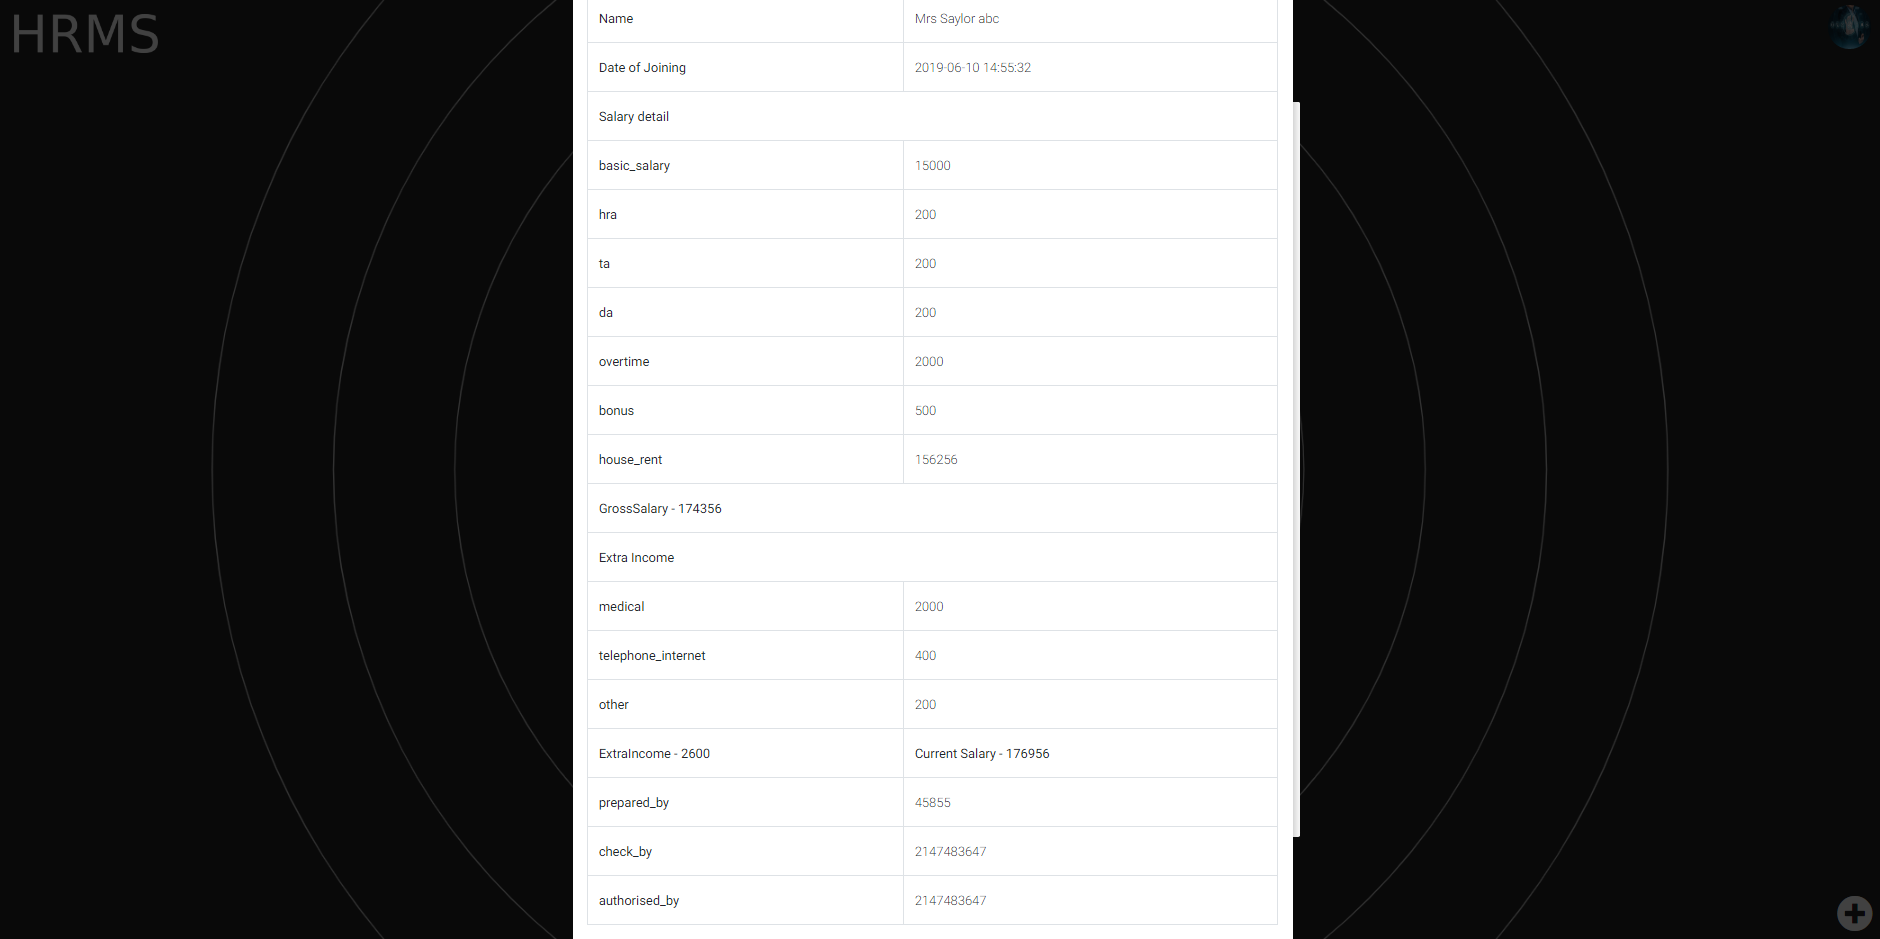 HRMS
Name Mrs Saylor abc
Date of Joining 2019-06-10 14:55:32
Salary detail
basic_salary 15000
hra 200
ta 200
da 200
overtime 2000
bonus 500
house_rent 156256
GrossSalary - 174356
Extra Income
medical 2000
telephone_internet 400
other 200
ExtraIncome - 2600 Current Salary - 176956
prepared_by 45855
check_by 2147483647
authorised_by 2147483647